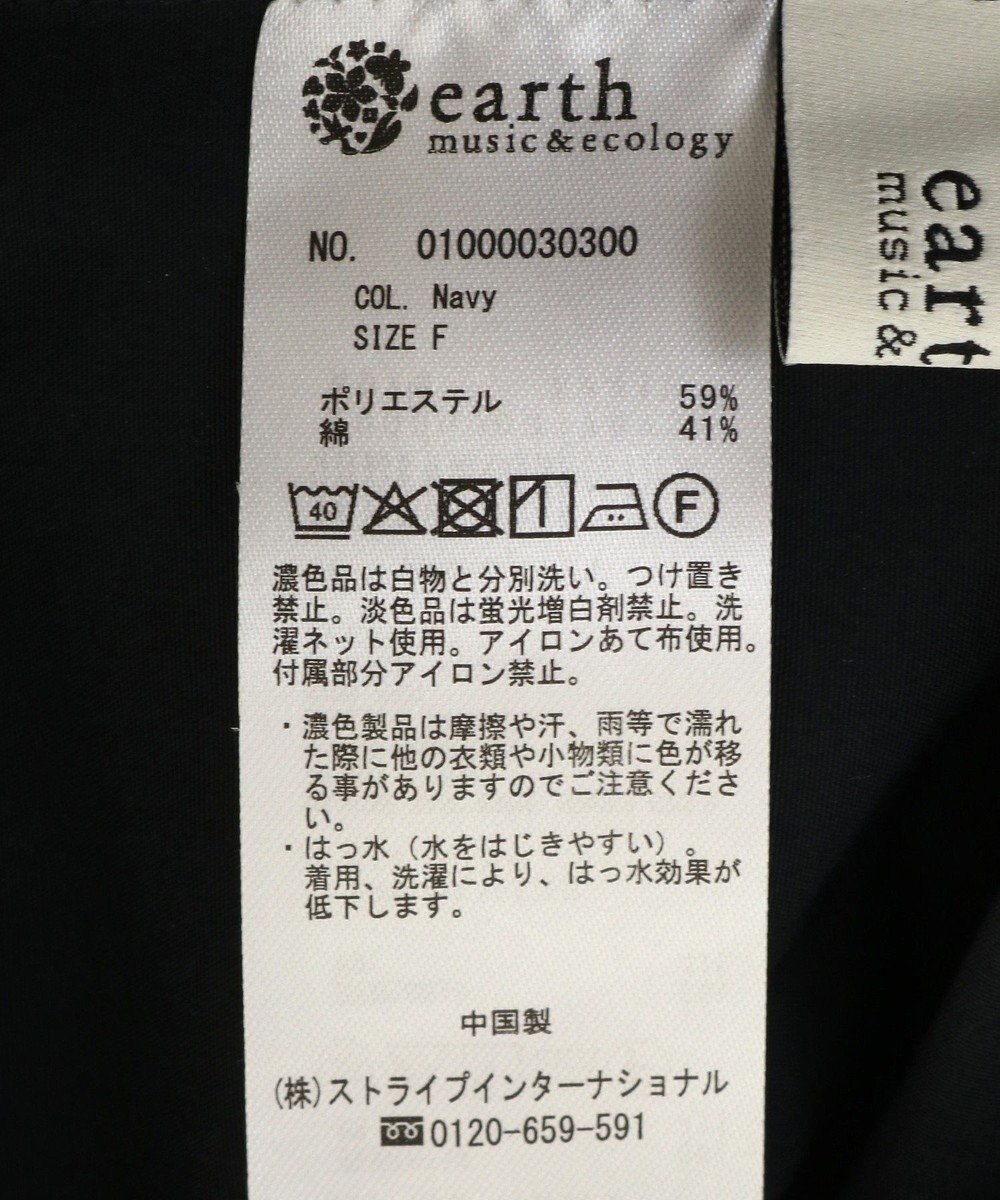 earth
music&ecology
NO. 01000030300
COL. Navy
SIZE F
ポリエステル 59%
綿 41%
40 F
濃色品は白物と分別洗い。つけ置き
禁止。淡色品は蛍光増白剤禁止。洗
濯ネット使用。アイロンあて布使用。
付属部分アイロン禁止。
・濃色製品は摩擦や汗、雨等で濡れ
た際に他の衣類や小物類に色が移
る事がありますのでご注意くださ
い。
・はっ水（水をはじきやすい）。
着用、洗濯により、はっ水効果が
低下します。
中国製
(株)ストライプインターナショナル
0120-659-591
eart
music &